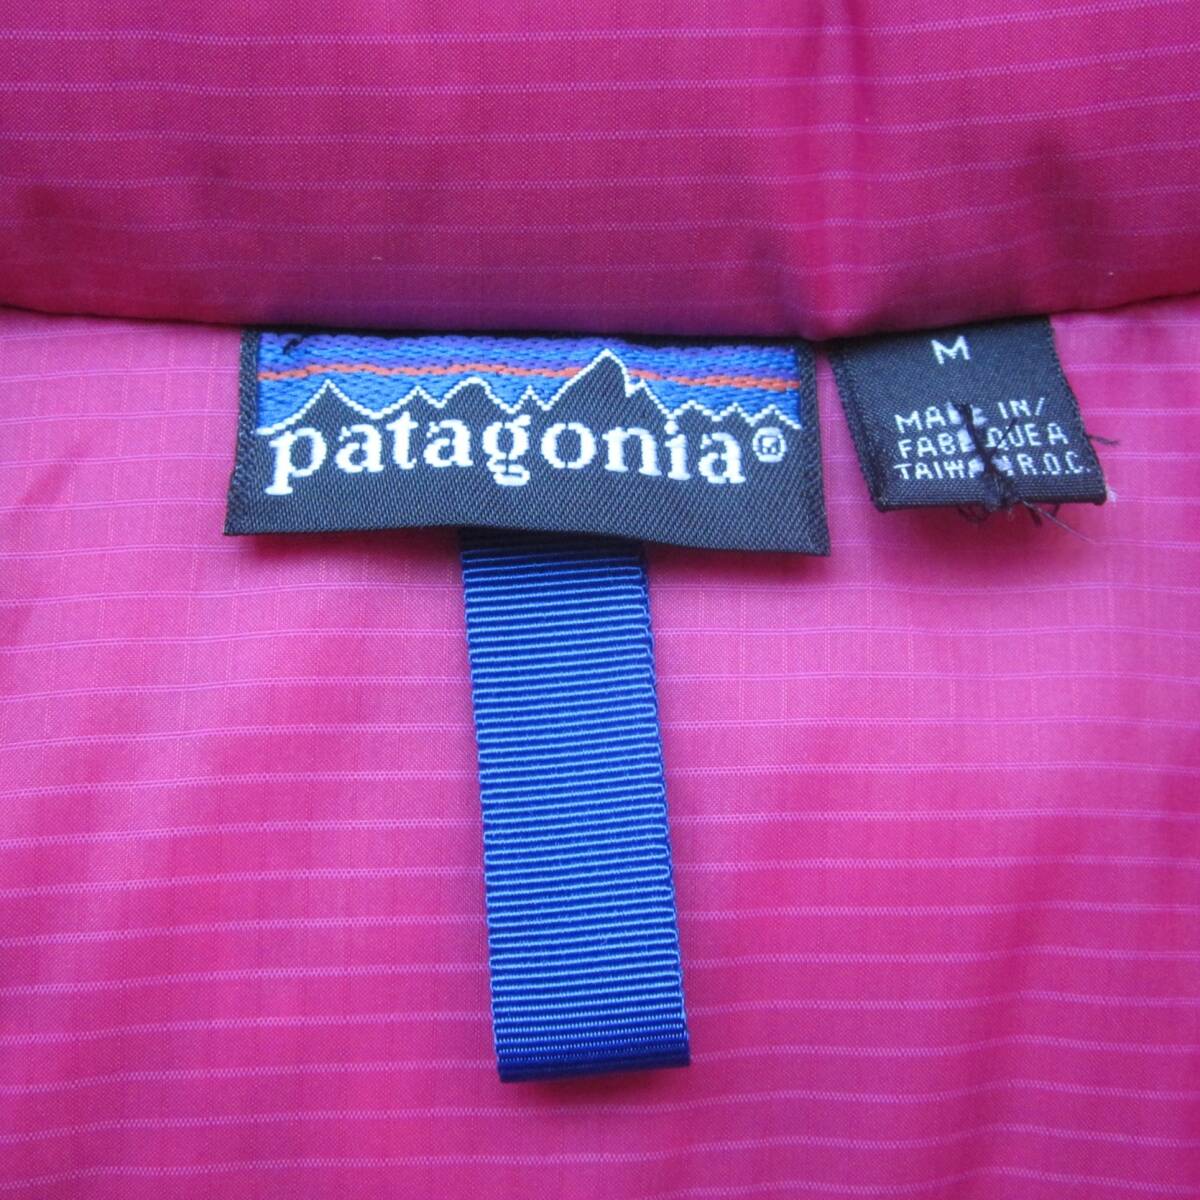 patagonia®
M
MADE IN/
FABRIQUE A
TAIWAN R.O.C.